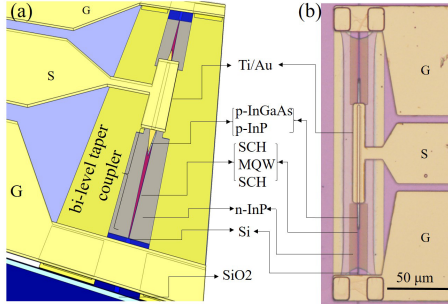 (a)
G
S
G
bi-level taper
coupler
Ti/Au
p-InGaAs
p-InP
SCH
MQW
SCH
n-InP
Si
SiO2
(b)
G
S
G
50 μm